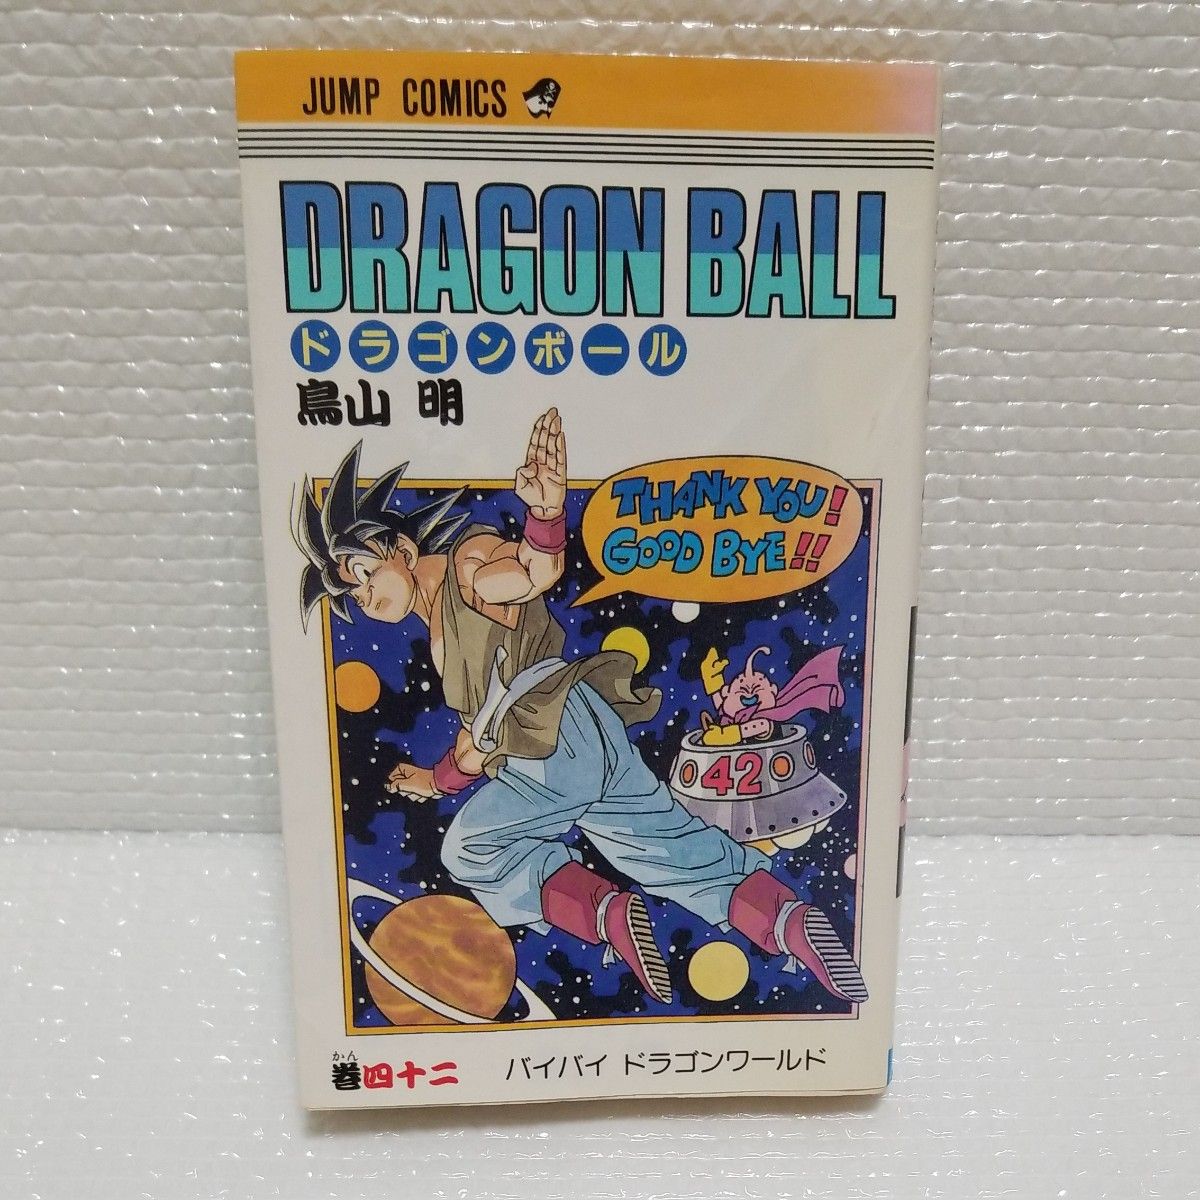 JUMP COMICS
DRAGON BALL
ドラゴンボール
鳥山 明
THANK YOU!
GOOD BYE!!
42
かん
巻四十二 バイバイ ドラゴンワールド